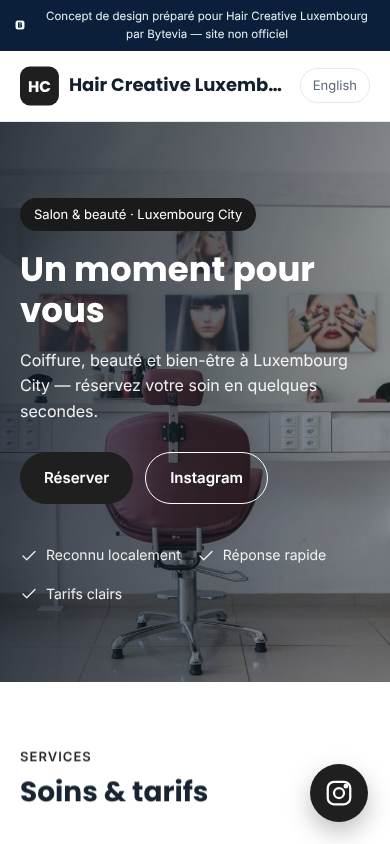 Concept de design préparé pour Hair Creative Luxembourg
par Bytevia — site non officiel
B
HC
Hair Creative Luxemb...
English
Salon & beauté · Luxembourg City
Un moment pour
vous
Coiffure, beauté et bien-être à Luxembourg
City — réservez votre soin en quelques
secondes.
Réserver
Instagram
Reconnu localement
Réponse rapide
Tarifs clairs
SERVICES
Soins & tarifs